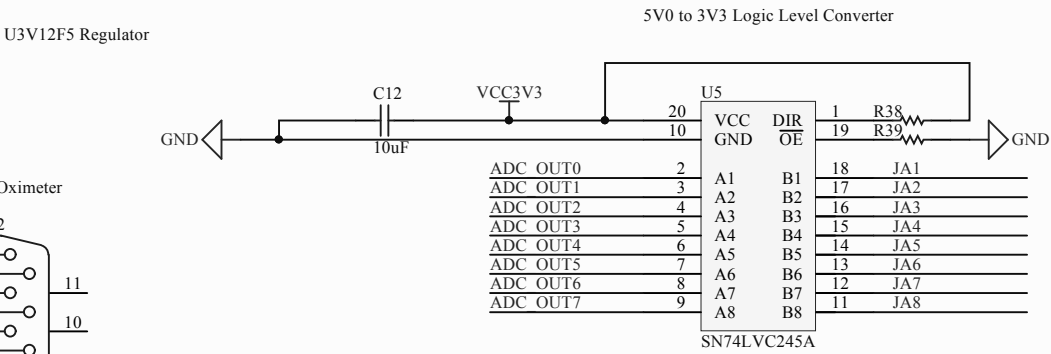 5V0 to 3V3 Logic Level Converter
U3V12F5 Regulator
C12
VCC3V3
U5
20
VCC
DIR
1
R38
GND
10
GND
OE
19
R39
GND
10uF
ADC_OUT0
2
A1
B1
18
JA1
ADC_OUT1
3
A2
B2
17
JA2
ADC_OUT2
4
A3
B3
16
JA3
ADC_OUT3
5
A4
B4
15
JA4
ADC_OUT4
6
A5
B5
14
JA5
ADC_OUT5
7
A6
B6
13
JA6
ADC_OUT6
8
A7
B7
12
JA7
ADC_OUT7
9
A8
B8
11
JA8
SN74LVC245A
Oximeter
2
11
10